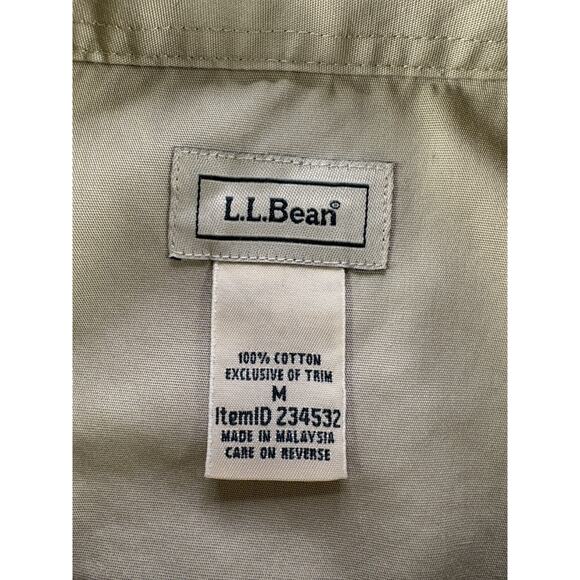 L.L.Bean®
100% COTTON
EXCLUSIVE OF TRIM
M
ItemID 234532
MADE IN MALAYSIA
CARE ON REVERSE